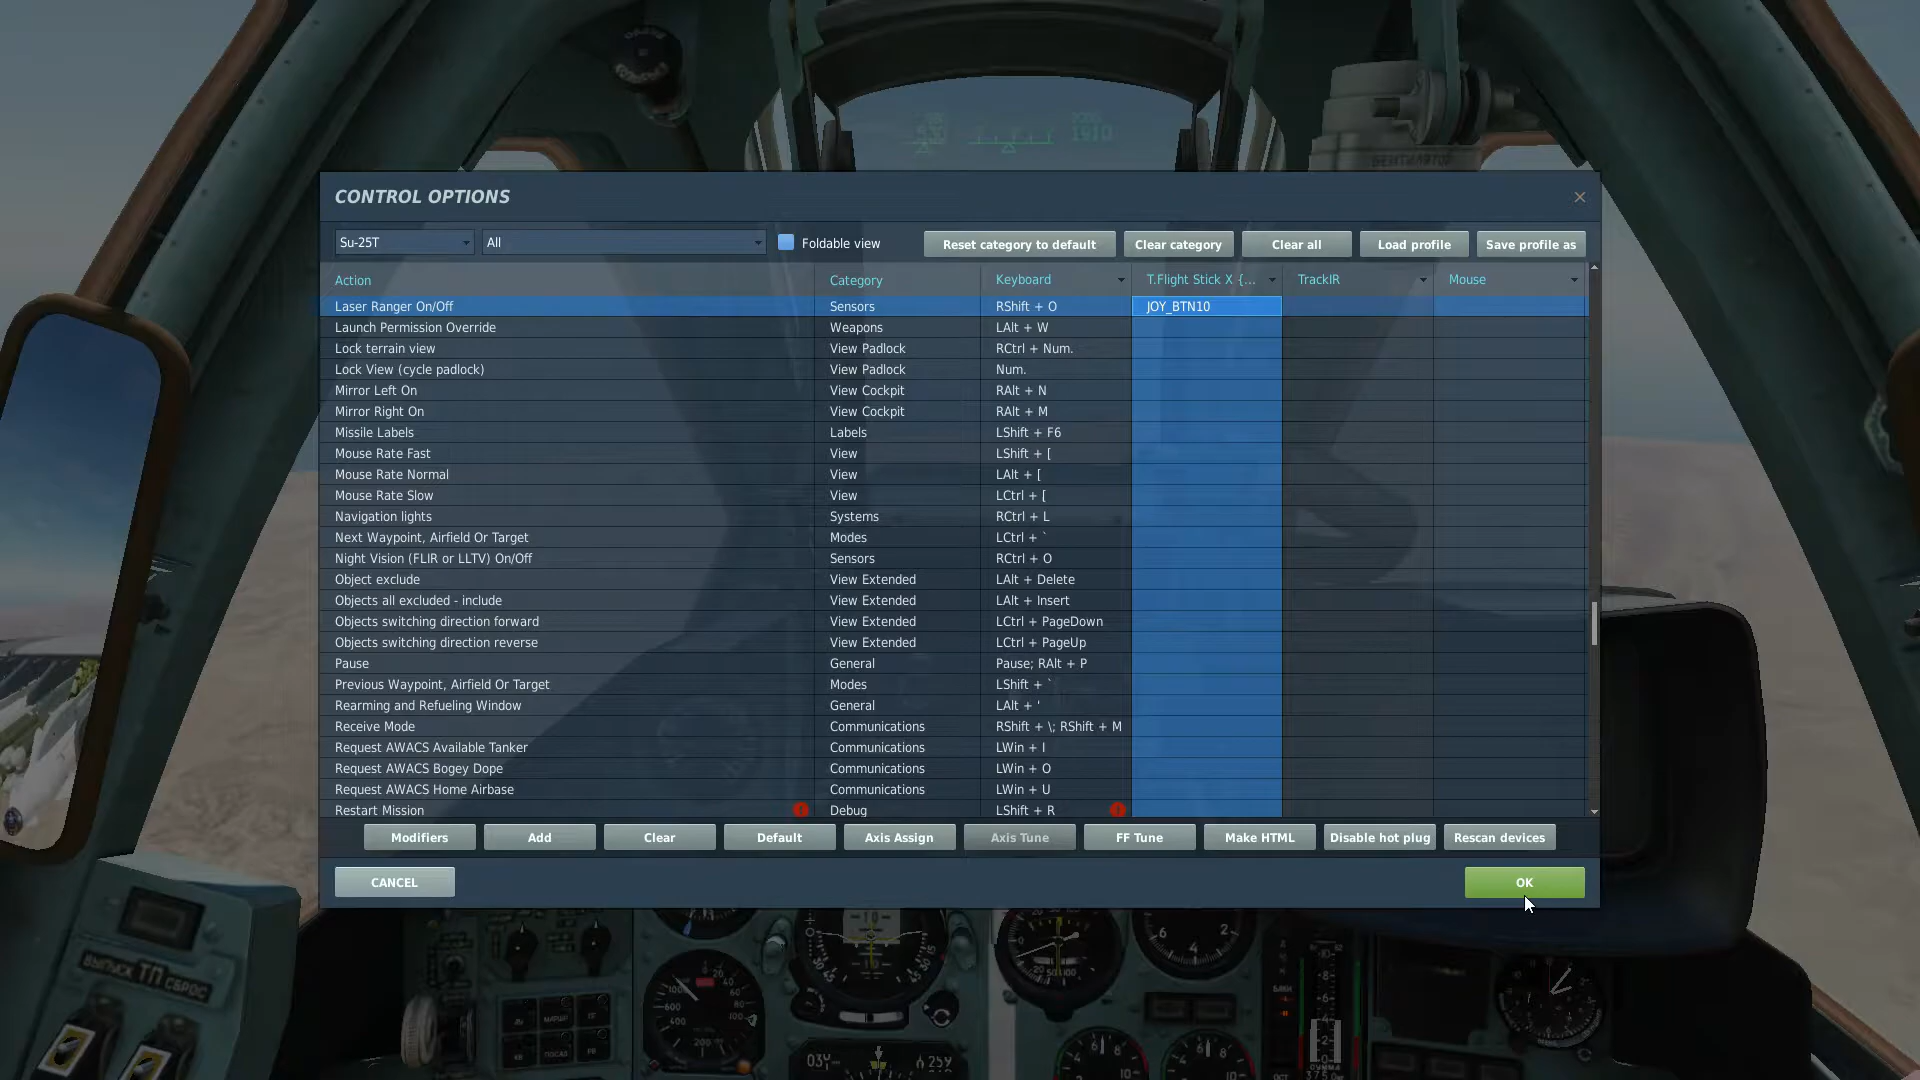 1910
ВЕНТИЛЯТОР
CONTROL OPTIONS
Su-25T All Foldable view Reset category to default Clear category Clear all Load profile Save profile as
Action Category Keyboard T.Flight Stick X {... TrackIR Mouse
Laser Ranger On/Off Sensors RShift + O JOY_BTN10
Launch Permission Override Weapons LAlt + W
Lock terrain view View Padlock RCtrl + Num.
Lock View (cycle padlock) View Padlock Num.
Mirror Left On View Cockpit RAlt + N
Mirror Right On View Cockpit RAlt + M
Missile Labels Labels LShift + F6
Mouse Rate Fast View LShift + [
Mouse Rate Normal View LAlt + [
Mouse Rate Slow View LCtrl + [
Navigation lights Systems RCtrl + L
Next Waypoint, Airfield Or Target Modes LCtrl + `
Night Vision (FLIR or LLTV) On/Off Sensors RCtrl + O
Object exclude View Extended LAlt + Delete
Objects all excluded - include View Extended LAlt + Insert
Objects switching direction forward View Extended LCtrl + PageDown
Objects switching direction reverse View Extended LCtrl + PageUp
Pause General Pause; RAlt + P
Previous Waypoint, Airfield Or Target Modes LShift + `
Rearming and Refueling Window General LAlt + '
Receive Mode Communications RShift + \; RShift + M
Request AWACS Available Tanker Communications LWin + I
Request AWACS Bogey Dope Communications LWin + O
Request AWACS Home Airbase Communications LWin + U
Restart Mission Debug LShift + R
Modifiers Add Clear Default Axis Assign Axis Tune FF Tune Make HTML Disable hot plug Rescan devices
CANCEL OK
ВЫПУСК ТП СБРОС